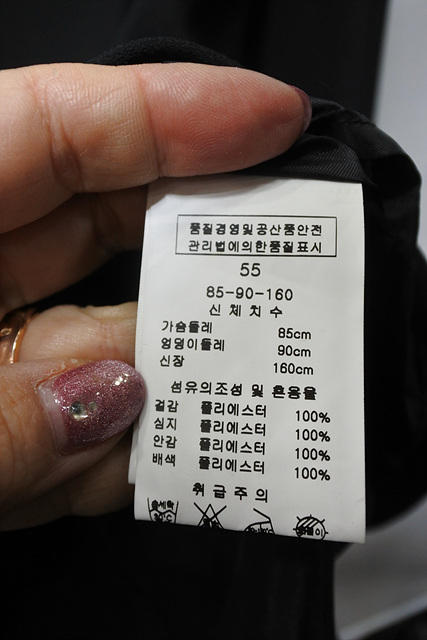 품질경영및공산품안전
관리법에의한품질표시
55
85-90-160
신체치수
가슴둘레 85cm
엉덩이둘레 90cm
신장 160cm
섬유의조성 및 혼용율
겉감 폴리에스터 100%
심지 폴리에스터 100%
안감 폴리에스터 100%
배색 폴리에스터 100%
취급주의